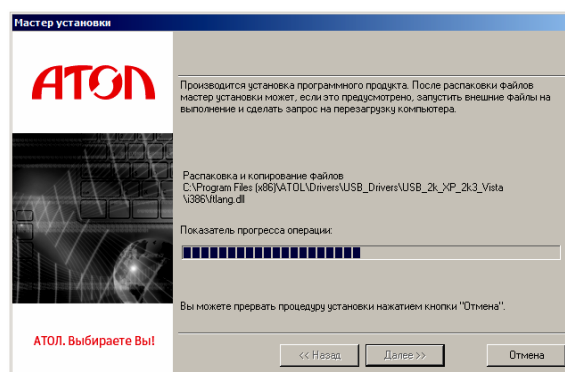 Мастер установки
АТОЛ
Производится установка программного продукта. После распаковки файлов
мастер установки может, если это предусмотрено, запустить внешние файлы на
выполнение и сделать запрос на перезагрузку компьютера.
Распаковка и копирование файлов
C:\Program Files (x86)\ATOL\Drivers\USB_Drivers\USB_2k_XP_2k3_Vista
\i386\ftlang.dll
Показатель прогресса операции:
Вы можете прервать процедуру установки нажатием кнопки "Отмена".
АТОЛ. Выбираете Вы!
<< Назад
Далее >>
Отмена